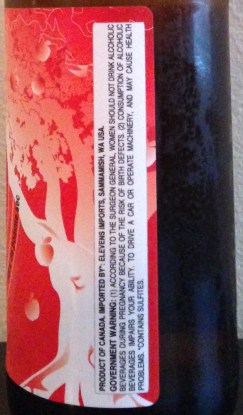 PRODUCT OF CANADA. IMPORTED BY*: ELEVENS IMPORTS, SAMMAMISH, WA USA.
GOVERNMENT WARNING: (1) ACCORDING TO THE SURGEON GENERAL, WOMEN SHOULD NOT DRINK ALCOHOLIC
BEVERAGES DURING PREGNANCY BECAUSE OF THE RISK OF BIRTH DEFECTS. (2) CONSUMPTION OF ALCOHOLIC
BEVERAGES IMPAIRS YOUR ABILITY TO DRIVE A CAR OR OPERATE MACHINERY, AND MAY CAUSE HEALTH
PROBLEMS. *CONTAINS SULFITES.